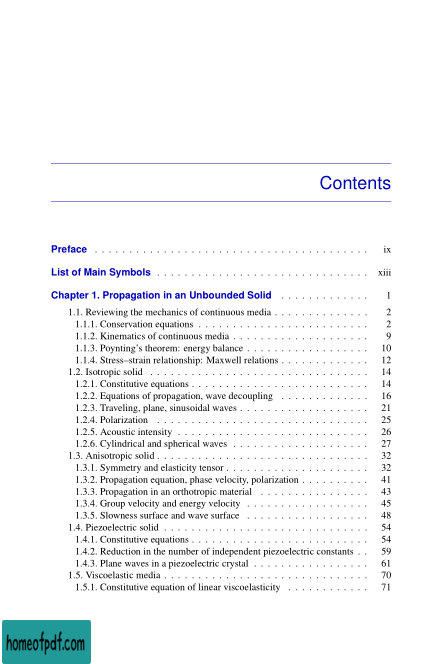 Contents
Preface . . . . . . . . . . . . . . . . . . . . . . . . . . . . . . . . . . . . . . . . ix
List of Main Symbols . . . . . . . . . . . . . . . . . . . . . . . . . . . . . . . xiii
Chapter 1. Propagation in an Unbounded Solid . . . . . . . . . . . . . 1
1.1. Reviewing the mechanics of continuous media . . . . . . . . . . . . . . 2
1.1.1. Conservation equations . . . . . . . . . . . . . . . . . . . . . . . . . 2
1.1.2. Kinematics of continuous media . . . . . . . . . . . . . . . . . . . . 9
1.1.3. Poynting's theorem: energy balance . . . . . . . . . . . . . . . . . . 10
1.1.4. Stress–strain relationship: Maxwell relations . . . . . . . . . . . . . 12
1.2. Isotropic solid . . . . . . . . . . . . . . . . . . . . . . . . . . . . . . . . 14
1.2.1. Constitutive equations . . . . . . . . . . . . . . . . . . . . . . . . . . 14
1.2.2. Equations of propagation, wave decoupling . . . . . . . . . . . . . 16
1.2.3. Traveling, plane, sinusoidal waves . . . . . . . . . . . . . . . . . . . 21
1.2.4. Polarization . . . . . . . . . . . . . . . . . . . . . . . . . . . . . . . 25
1.2.5. Acoustic intensity . . . . . . . . . . . . . . . . . . . . . . . . . . . . 26
1.2.6. Cylindrical and spherical waves . . . . . . . . . . . . . . . . . . . . 27
1.3. Anisotropic solid . . . . . . . . . . . . . . . . . . . . . . . . . . . . . . . 32
1.3.1. Symmetry and elasticity tensor . . . . . . . . . . . . . . . . . . . . . 32
1.3.2. Propagation equation, phase velocity, polarization . . . . . . . . . . 41
1.3.3. Propagation in an orthotropic material . . . . . . . . . . . . . . . . 43
1.3.4. Group velocity and energy velocity . . . . . . . . . . . . . . . . . . 45
1.3.5. Slowness surface and wave surface . . . . . . . . . . . . . . . . . . 48
1.4. Piezoelectric solid . . . . . . . . . . . . . . . . . . . . . . . . . . . . . . 54
1.4.1. Constitutive equations . . . . . . . . . . . . . . . . . . . . . . . . . . 54
1.4.2. Reduction in the number of independent piezoelectric constants . . 59
1.4.3. Plane waves in a piezoelectric crystal . . . . . . . . . . . . . . . . . 61
1.5. Viscoelastic media . . . . . . . . . . . . . . . . . . . . . . . . . . . . . . 70
1.5.1. Constitutive equation of linear viscoelasticity . . . . . . . . . . . . 71
homeofpdf.com